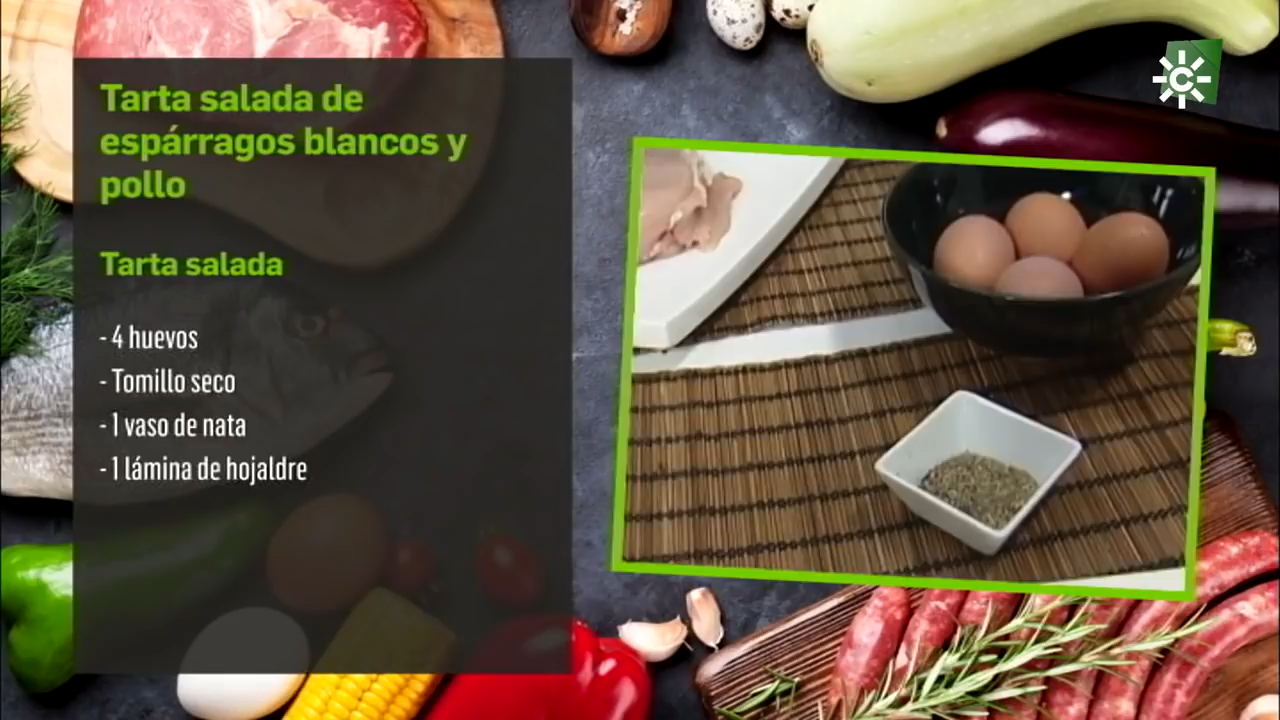 Tarta salada de
espárragos blancos y
pollo
Tarta salada
- 4 huevos
- Tomillo seco
- 1 vaso de nata
- 1 lámina de hojaldre